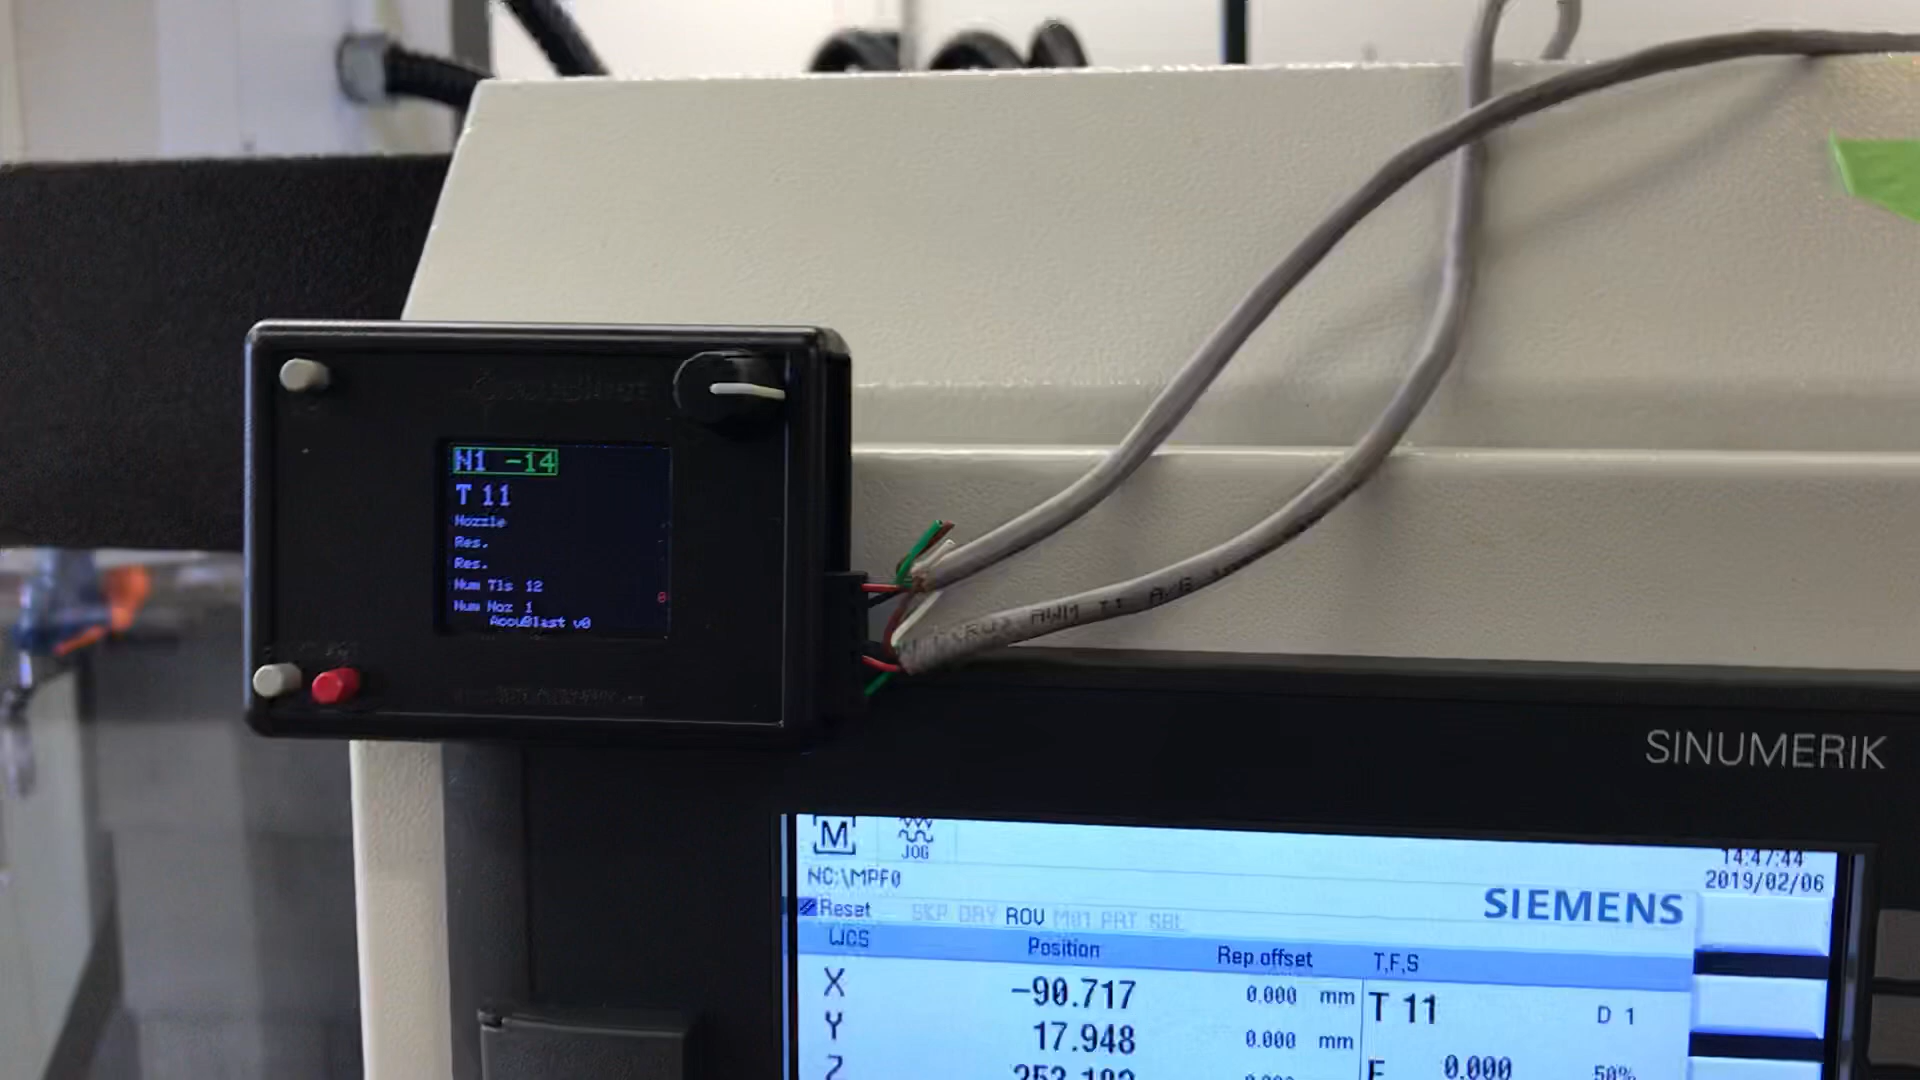 N1 -14
T 11
Nozzle
Res.
Res.
Num Tls 12
0
Num Noz 1
AccuBlast v0
AWM
SINUMERIK
M
JOG
14:47:44
2019/02/06
NC:\MPF0
SIEMENS
Reset
SKP DRY ROV M01 PRT SBL
WCS Position Rep.offset T,F,S
X -90.717 0.000 mm T 11 D 1
Y 17.948 0.000 mm
Z 253.102 F 0.000 50%